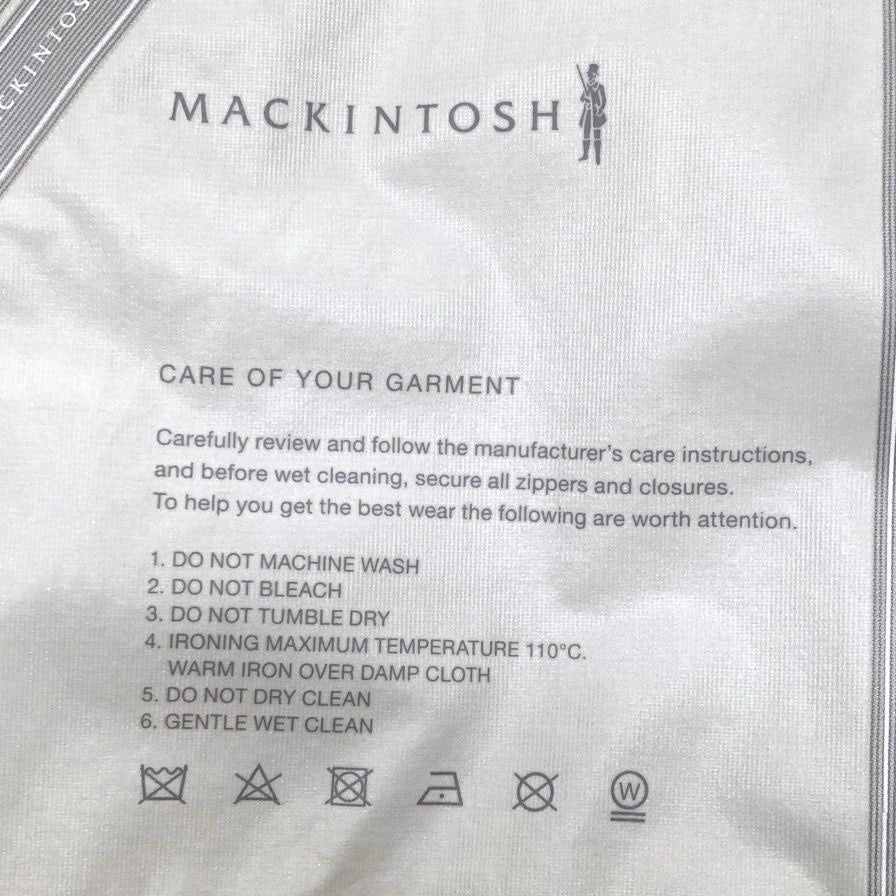 CKINTOS
MACKINTOSH
CARE OF YOUR GARMENT
Carefully review and follow the manufacturer's care instructions,
and before wet cleaning, secure all zippers and closures.
To help you get the best wear the following are worth attention.
1. DO NOT MACHINE WASH
2. DO NOT BLEACH
3. DO NOT TUMBLE DRY
4. IRONING MAXIMUM TEMPERATURE 110°C.
WARM IRON OVER DAMP CLOTH
5. DO NOT DRY CLEAN
6. GENTLE WET CLEAN
W